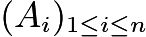 $(A_i)_{1 \leq i \leq n}$